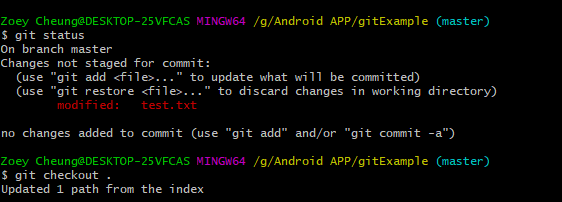 Zoey Cheung@DESKTOP-25VFCAS MINGW64 /g/Android APP/gitExample (master)
$ git status
On branch master
Changes not staged for commit:
  (use "git add <file>..." to update what will be committed)
  (use "git restore <file>..." to discard changes in working directory)
        modified:   test.txt

no changes added to commit (use "git add" and/or "git commit -a")

Zoey Cheung@DESKTOP-25VFCAS MINGW64 /g/Android APP/gitExample (master)
$ git checkout .
Updated 1 path from the index